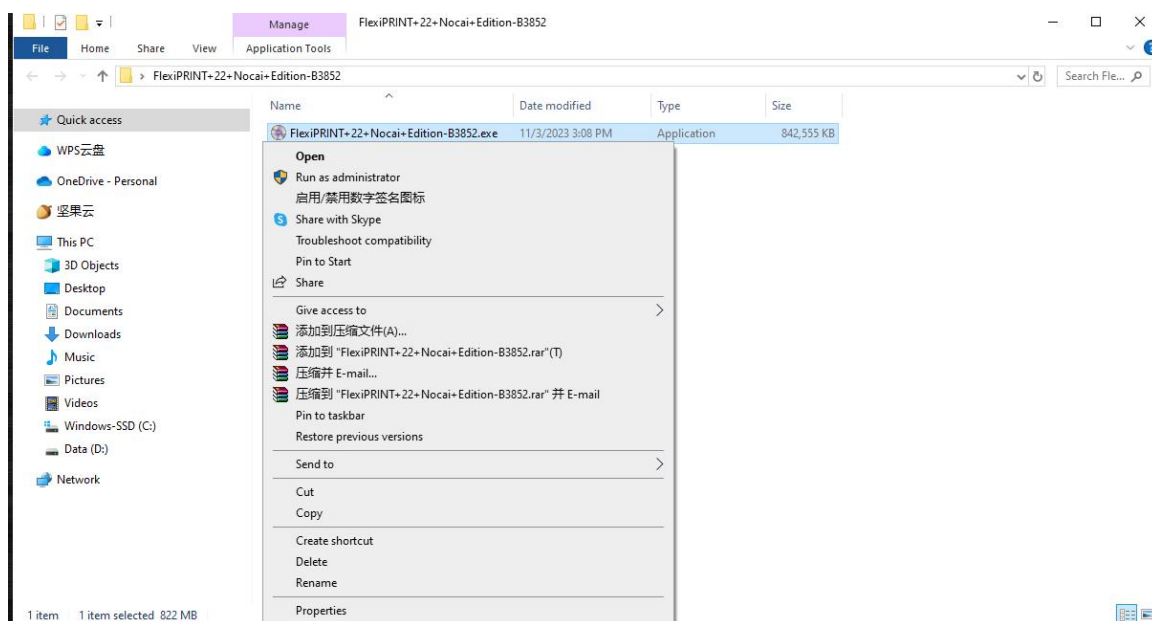 Manage
FlexiPRINT+22+Nocai+Edition-B3852
File
Home
Share
View
Application Tools
FlexiPRINT+22+Nocai+Edition-B3852
Search Fle...
Name
Date modified
Type
Size
FlexiPRINT+22+Nocai+Edition-B3852.exe
11/3/2023 3:08 PM
Application
842,555 KB
Quick access
WPS云盘
OneDrive - Personal
坚果云
This PC
3D Objects
Desktop
Documents
Downloads
Music
Pictures
Videos
Windows-SSD (C:)
Data (D:)
Network
Open
Run as administrator
启用/禁用数字签名图标
Share with Skype
Troubleshoot compatibility
Pin to Start
Share
Give access to
添加到压缩文件(A)...
添加到 "FlexiPRINT+22+Nocai+Edition-B3852.rar"(T)
压缩并 E-mail...
压缩到 "FlexiPRINT+22+Nocai+Edition-B3852.rar" 并 E-mail
Pin to taskbar
Restore previous versions
Send to
Cut
Copy
Create shortcut
Delete
Rename
Properties
1 item
1 item selected 822 MB